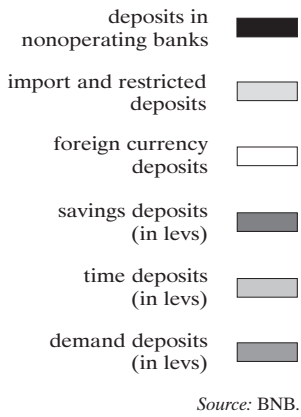 deposits in
nonoperating banks
import and restricted
deposits
foreign currency
deposits
savings deposits
(in levs)
time deposits
(in levs)
demand deposits
(in levs)
Source: BNB.